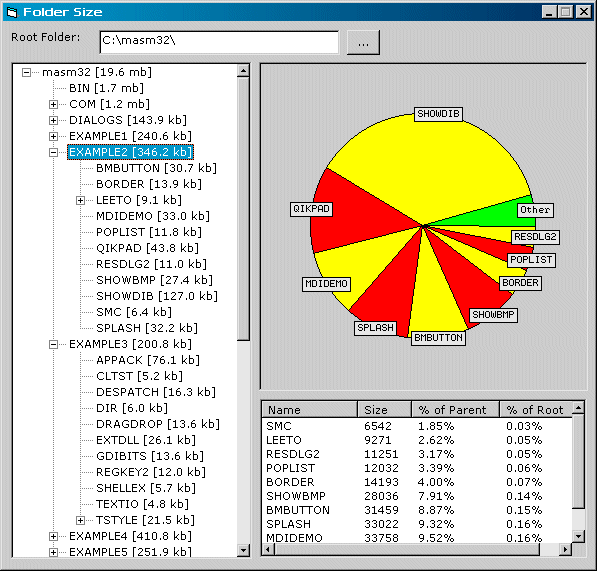 Folder Size
Root Folder:
C:\masm32\
...
masm32 [19.6 mb]
BIN [1.7 mb]
COM [1.2 mb]
DIALOGS [143.9 kb]
EXAMPLE1 [240.6 kb]
EXAMPLE2 [346.2 kb]
BMBUTTON [30.7 kb]
BORDER [13.9 kb]
LEETO [9.1 kb]
MDIDEMO [33.0 kb]
POPLIST [11.8 kb]
QIKPAD [43.8 kb]
RESDLG2 [11.0 kb]
SHOWBMP [27.4 kb]
SHOWDIB [127.0 kb]
SMC [6.4 kb]
SPLASH [32.2 kb]
EXAMPLE3 [200.8 kb]
APPACK [76.1 kb]
CLTST [5.2 kb]
DESPATCH [16.3 kb]
DIR [6.0 kb]
DRAGDROP [13.6 kb]
EXTDLL [26.1 kb]
GDIBITS [13.6 kb]
REGKEY2 [12.0 kb]
SHELLEX [5.7 kb]
TEXTIO [4.8 kb]
TSTYLE [21.5 kb]
EXAMPLE4 [410.8 kb]
EXAMPLE5 [251.9 kb]
SHOWDIB
QIKPAD
Other
RESDLG2
POPLIST
BORDER
MDIDEMO
SHOWBMP
SPLASH
BMBUTTON
Name Size % of Parent % of Root
SMC 6542 1.85% 0.03%
LEETO 9271 2.62% 0.05%
RESDLG2 11251 3.17% 0.05%
POPLIST 12032 3.39% 0.06%
BORDER 14193 4.00% 0.07%
SHOWBMP 28036 7.91% 0.14%
BMBUTTON 31459 8.87% 0.15%
SPLASH 33022 9.32% 0.16%
MDIDEMO 33758 9.52% 0.16%